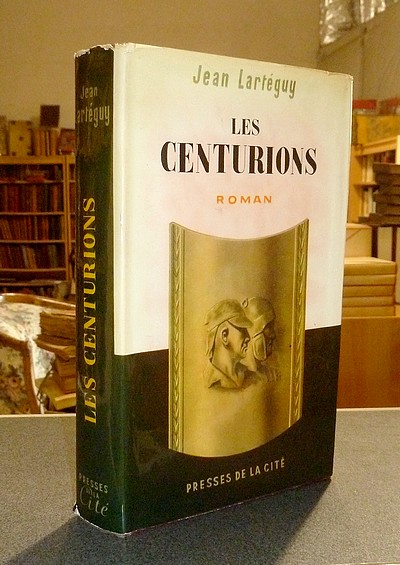 Jean Lartéguy
LES
CENTURIONS
ROMAN
PRESSES DE LA CITÉ
Jean
Lartéguy
LES CENTURIONS
PRESSES
DE LA
Cité